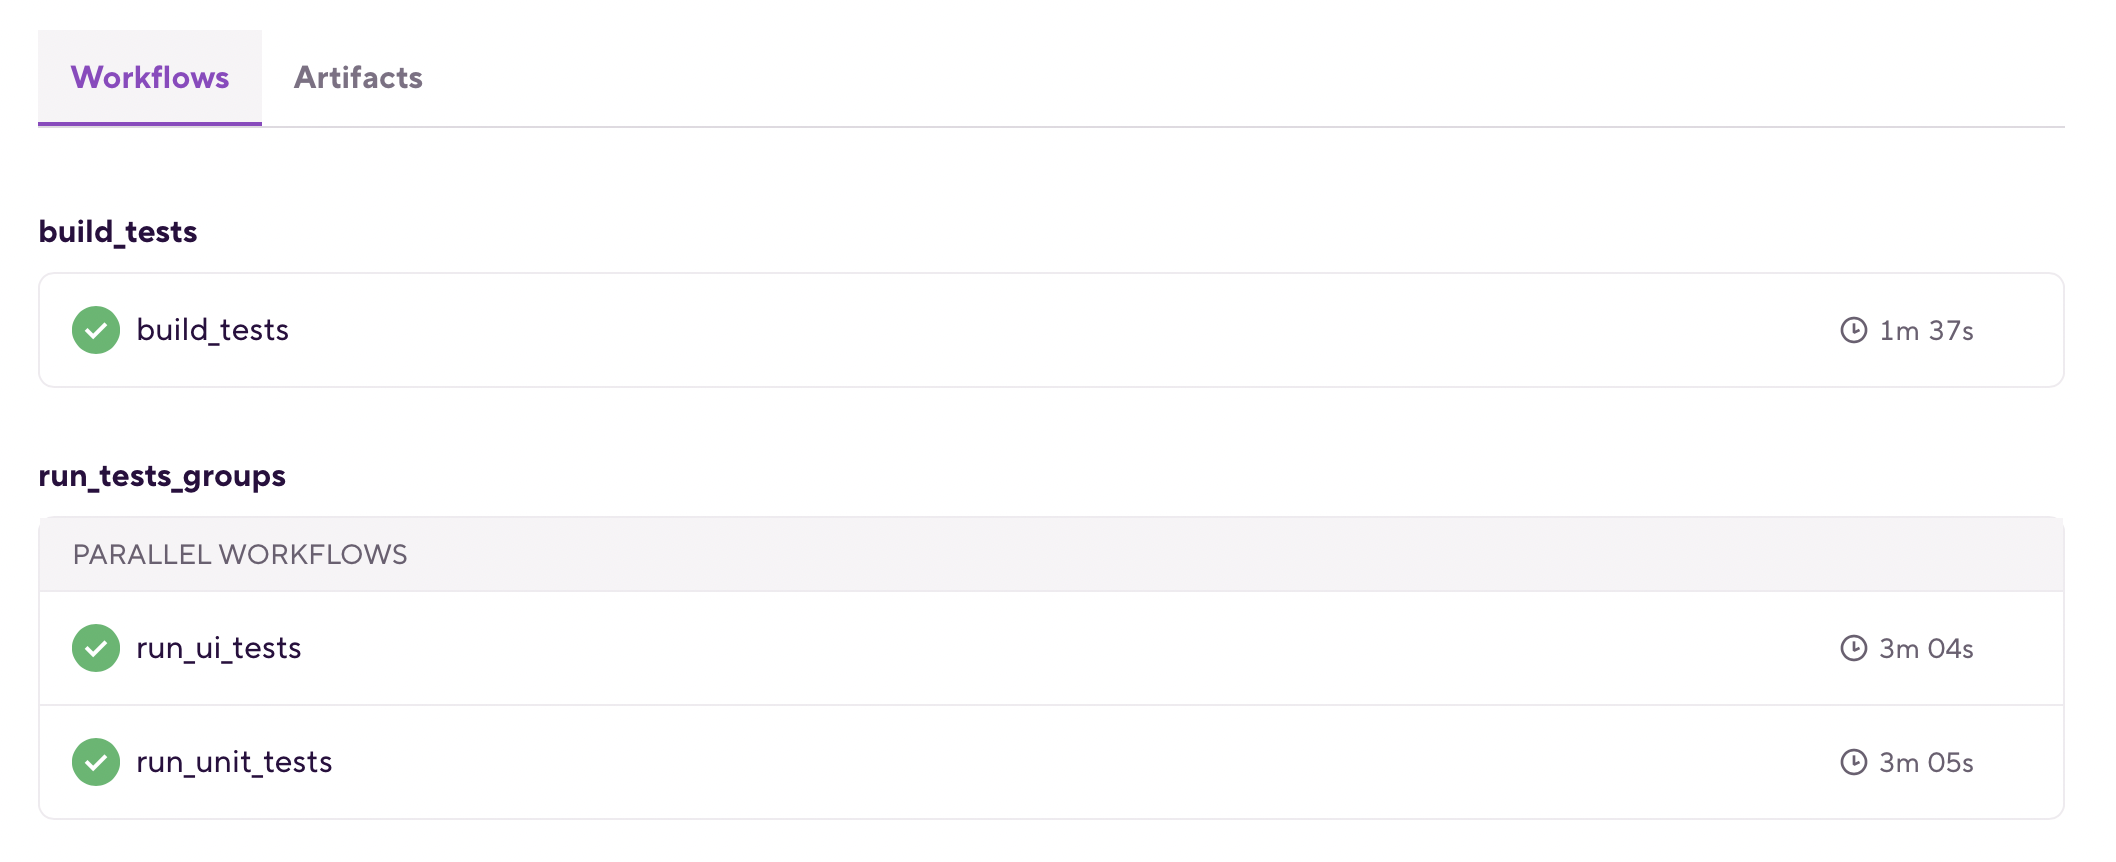 Workflows Artifacts
build_tests
build_tests 1m 37s
run_tests_groups
PARALLEL WORKFLOWS
run_ui_tests 3m 04s
run_unit_tests 3m 05s